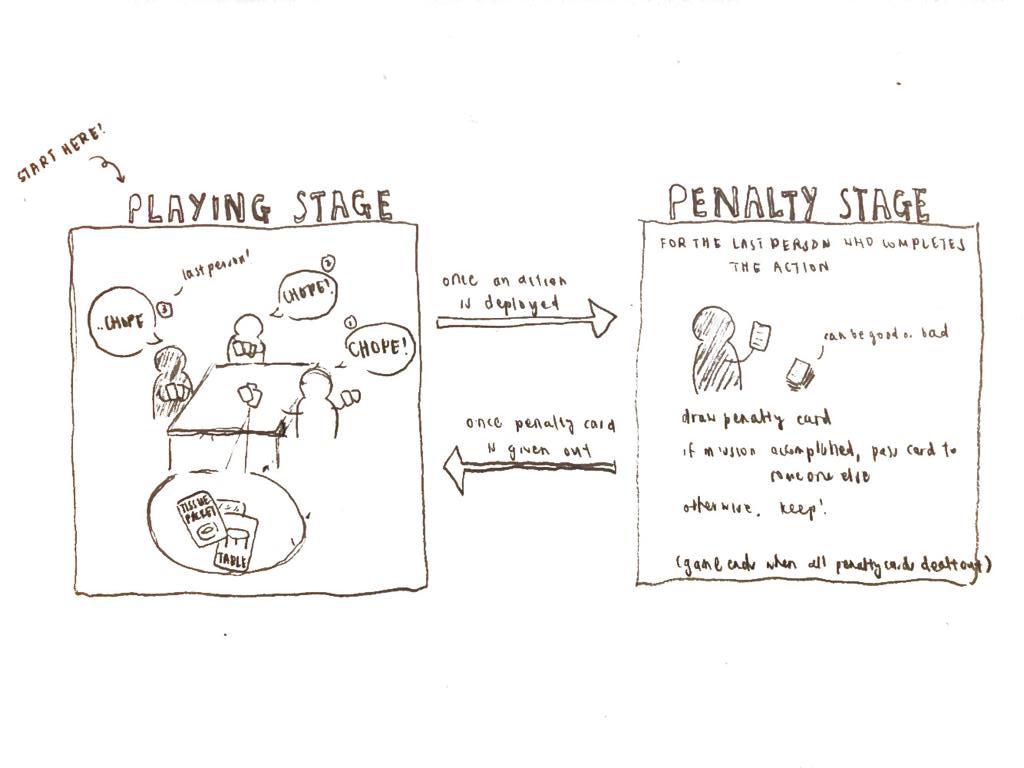 START HERE!
PLAYING STAGE
last person!
3
..CHOPE
2
CHOPE!
1
CHOPE!
TISSUE
PACKET
TABLE
once an action
is deployed
once penalty card
is given out
PENALTY STAGE
FOR THE LAST PERSON WHO COMPLETES
THE ACTION
can be good or bad
draw penalty card
if mission accomplished, pass card to
someone else
otherwise, keep!
(game ends when all penalty cards dealt out)